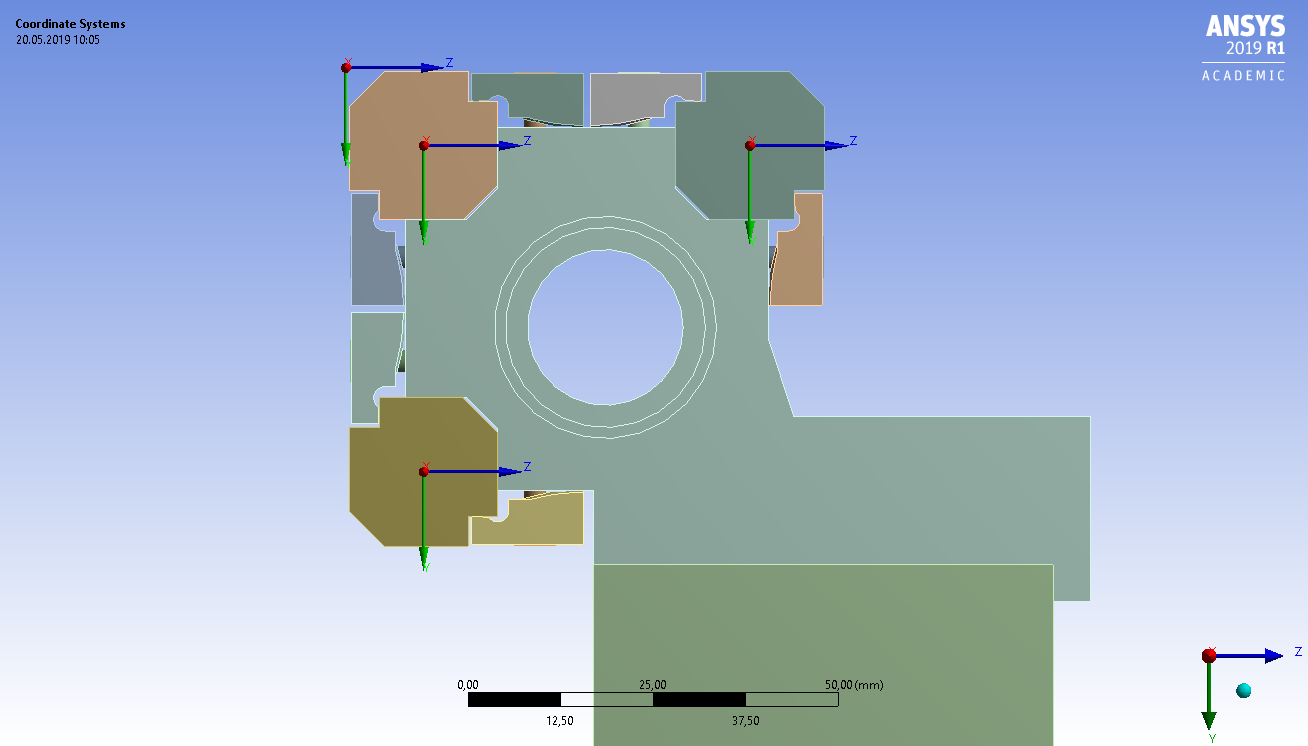 Coordinate Systems
20.05.2019 10:05
ANSYS
2019 R1
ACADEMIC
X Z
Y
X Z
Y
X Z
Y
X Z
Y
0,00 25,00 50,00 (mm)
12,50 37,50
X Z
Y